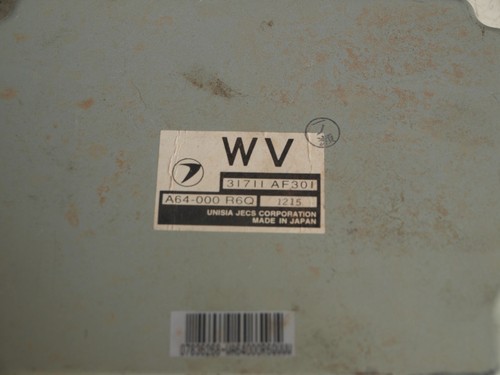 WV
31711 AF301
A64-000 R6Q 1215
UNISIA JECS CORPORATION
MADE IN JAPAN